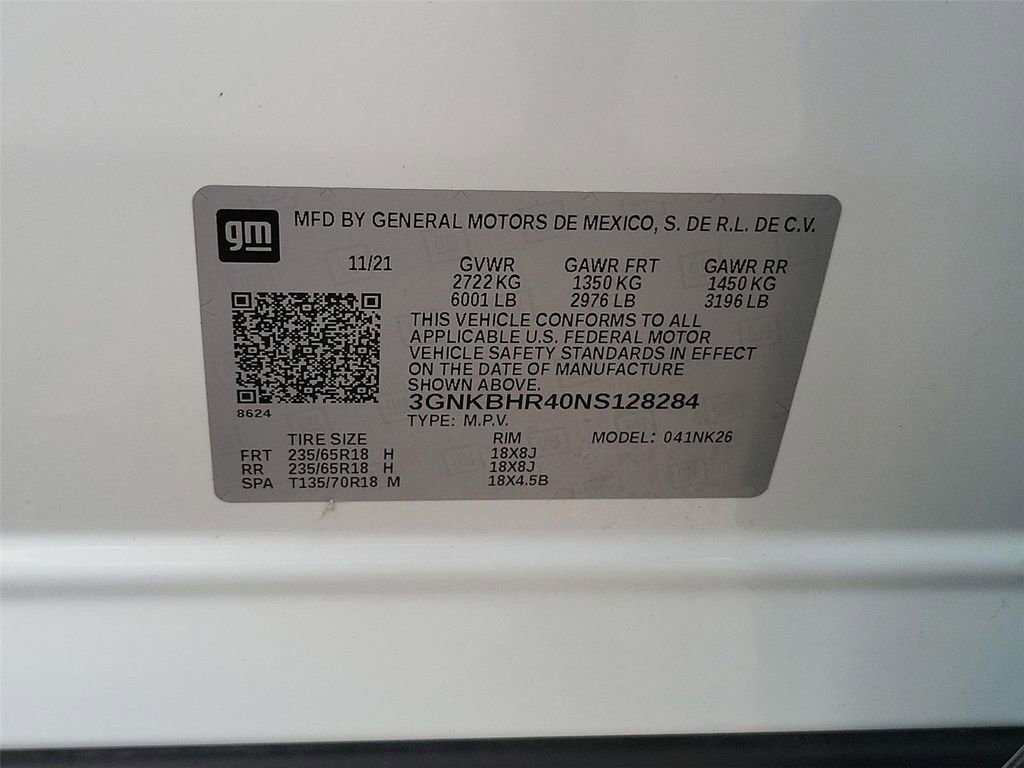 gm MFD BY GENERAL MOTORS DE MEXICO, S. DE R.L. DE C.V.
11/21 GVWR GAWR FRT GAWR RR
2722 KG 1350 KG 1450 KG
6001 LB 2976 LB 3196 LB
THIS VEHICLE CONFORMS TO ALL
APPLICABLE U.S. FEDERAL MOTOR
VEHICLE SAFETY STANDARDS IN EFFECT
ON THE DATE OF MANUFACTURE
SHOWN ABOVE.
3GNKBHR40NS128284
8624
TYPE: M.P.V.
TIRE SIZE RIM MODEL: 041NK26
FRT 235/65R18 H 18X8J
RR 235/65R18 H 18X8J
SPA T135/70R18 M 18X4.5B